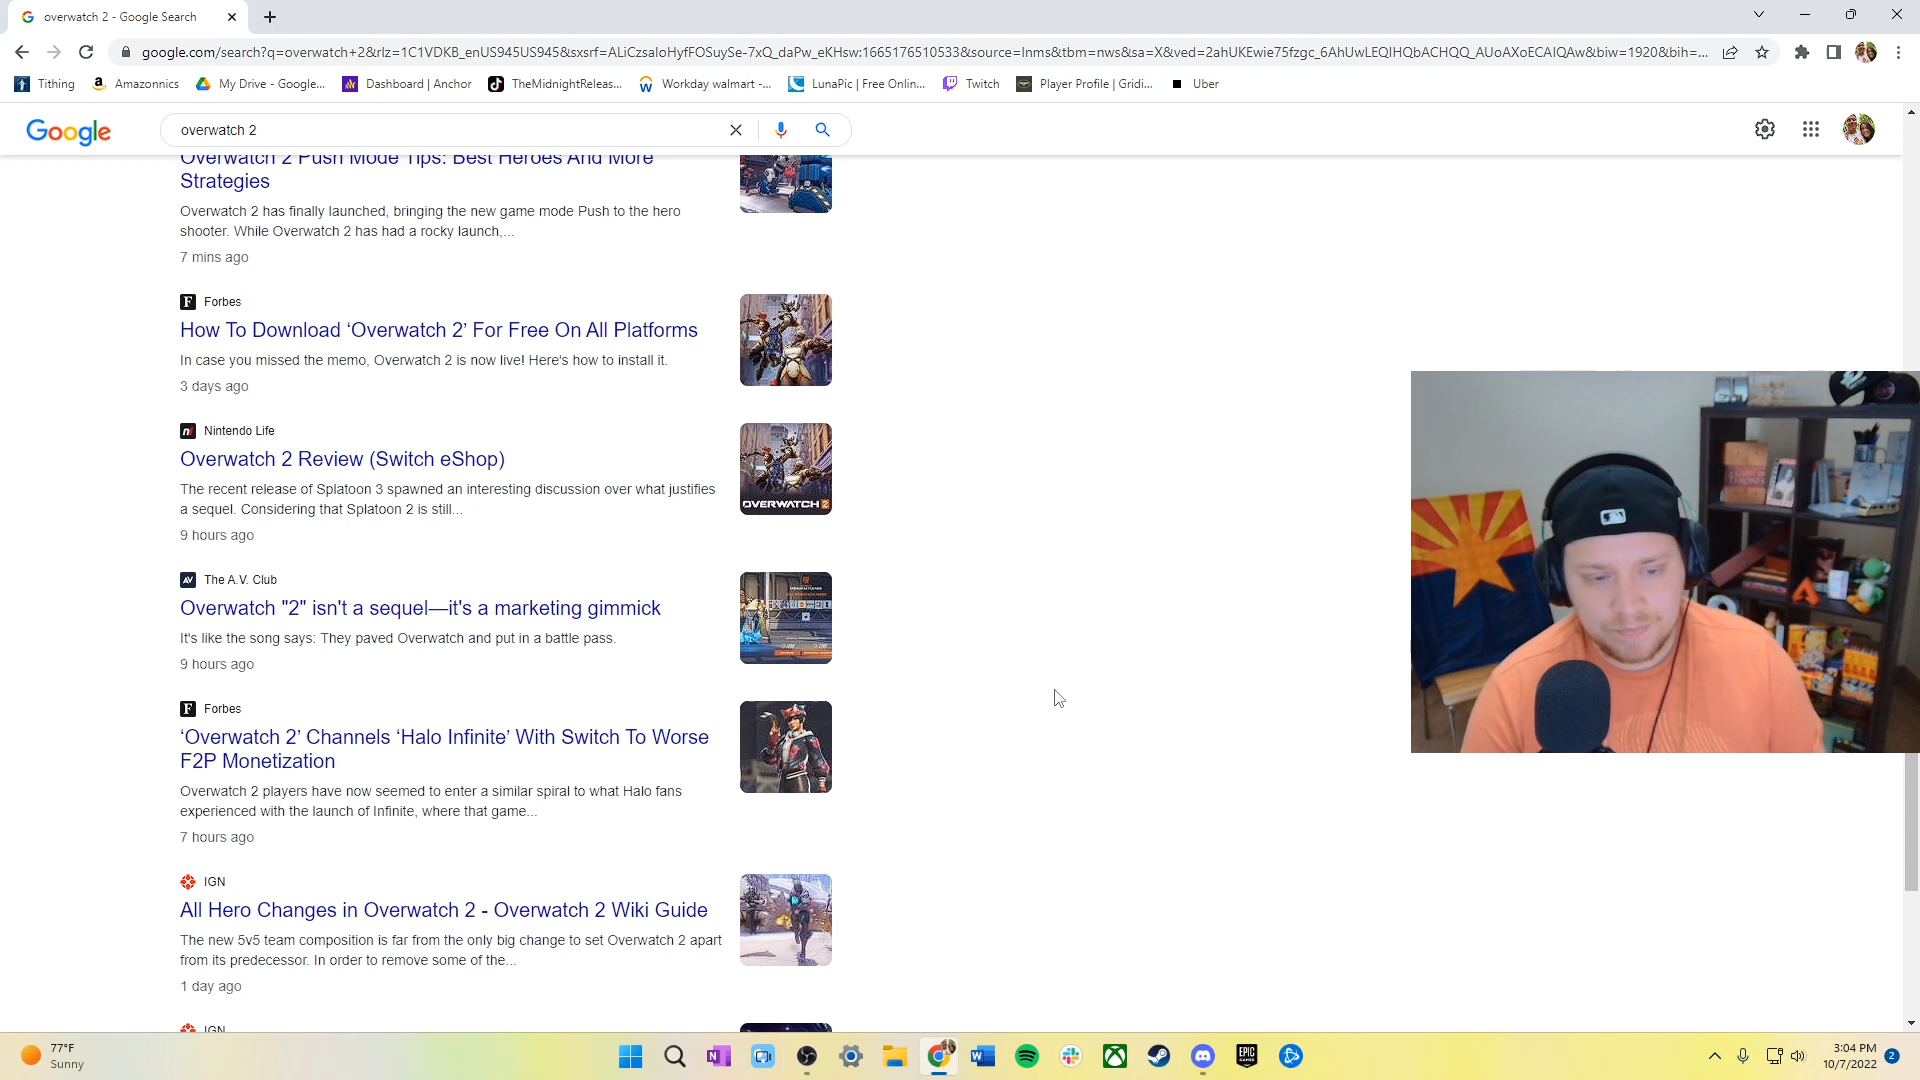 overwatch 2 - Google Search
google.com/search?q=overwatch+2&rlz=1C1VDKB_enUS945US945&sxsrf=ALiCzsaIoHyfFOSuySe-7xQ_daPw_eKHsw:1665176510533&source=lnms&tbm=nws&sa=X&ved=2ahUKEwie75fzgc_6AhUwLEQIHQbACHQQ_AUoAXoECAIQAw&biw=1920&bih=...
Tithing Amazonnics My Drive - Google... Dashboard | Anchor TheMidnightReleas... Workday walmart -... LunaPic | Free Onlin... Twitch Player Profile | Gridi... Uber
Google overwatch 2
Overwatch 2 Push Mode Tips: Best Heroes And More
Strategies
Overwatch 2 has finally launched, bringing the new game mode Push to the hero
shooter. While Overwatch 2 has had a rocky launch,...
7 mins ago
Forbes
How To Download ‘Overwatch 2’ For Free On All Platforms
In case you missed the memo, Overwatch 2 is now live! Here's how to install it.
3 days ago
Nintendo Life
Overwatch 2 Review (Switch eShop)
The recent release of Splatoon 3 spawned an interesting discussion over what justifies
a sequel. Considering that Splatoon 2 is still...
OVERWATCH 2
9 hours ago
The A.V. Club
Overwatch "2" isn't a sequel—it's a marketing gimmick
It's like the song says: They paved Overwatch and put in a battle pass.
9 hours ago
Forbes
‘Overwatch 2’ Channels ‘Halo Infinite’ With Switch To Worse
F2P Monetization
Overwatch 2 players have now seemed to enter a similar spiral to what Halo fans
experienced with the launch of Infinite, where that game...
7 hours ago
IGN
All Hero Changes in Overwatch 2 - Overwatch 2 Wiki Guide
The new 5v5 team composition is far from the only big change to set Overwatch 2 apart
from its predecessor. In order to remove some of the...
1 day ago
IGN
77°F
Sunny
3:04 PM
10/7/2022
2